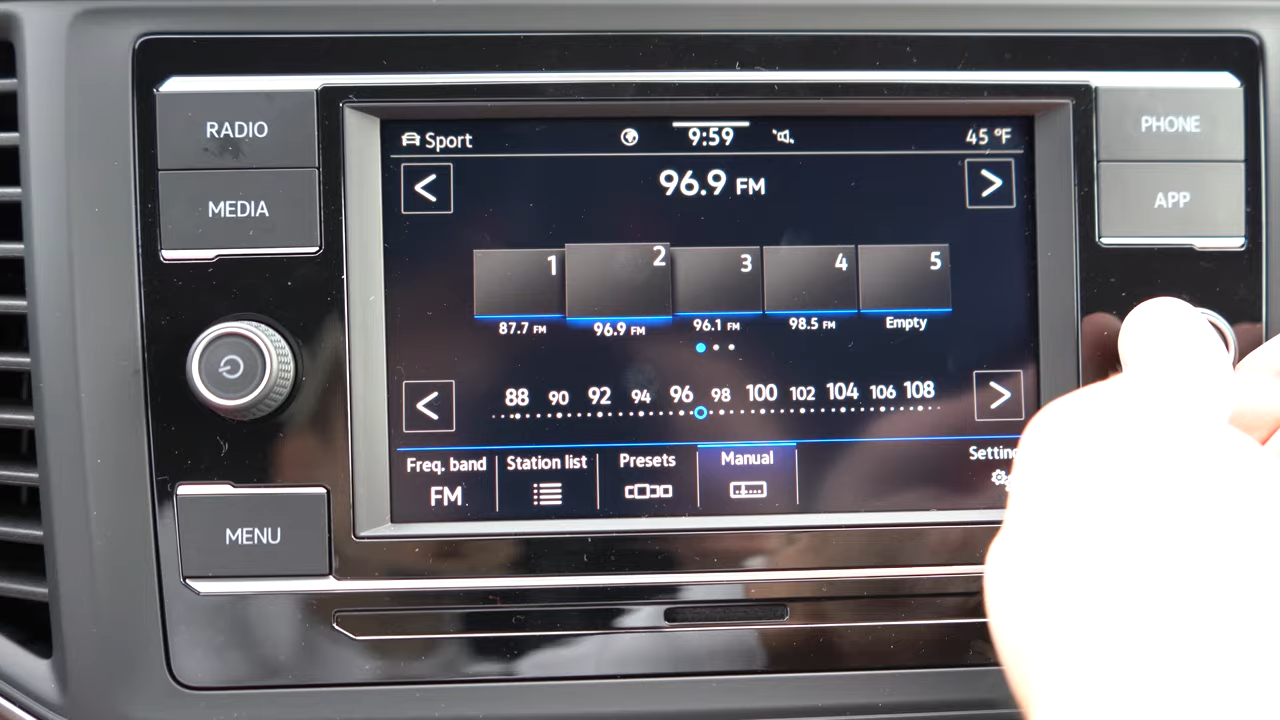 RADIO
MEDIA
MENU
PHONE
APP
Sport
9:59
45 °F
< 96.9 FM >
1 2 3 4 5
87.7 FM 96.9 FM 96.1 FM 98.5 FM Empty
< 88 90 92 94 96 98 100 102 104 106 108 >
Freq. band Station list Presets Manual
FM